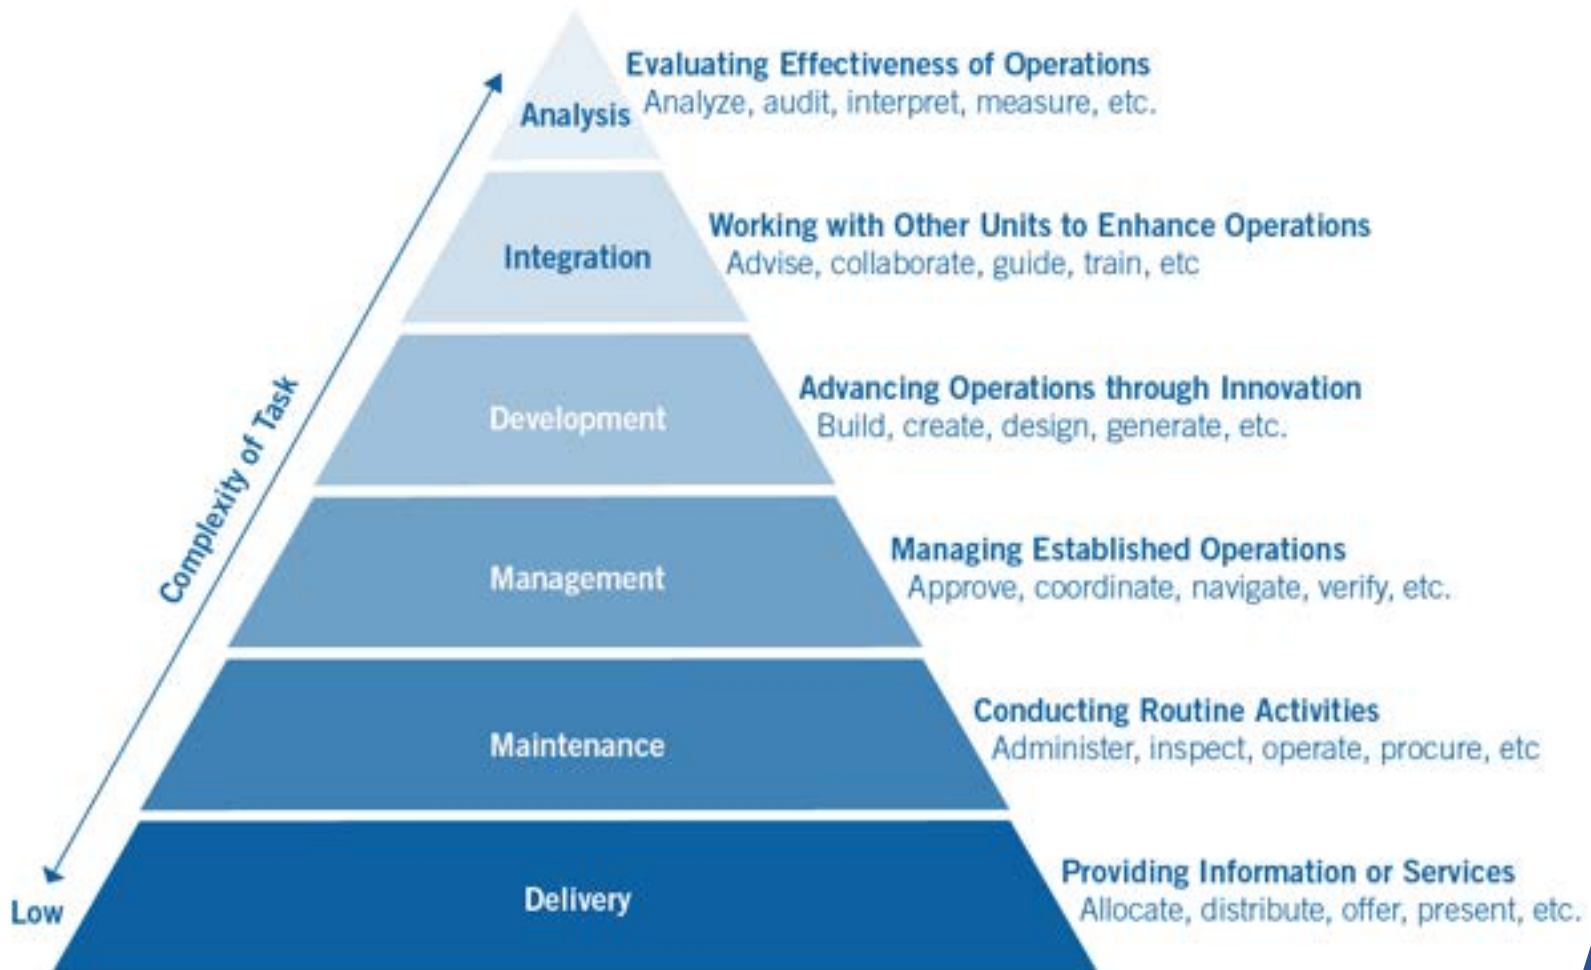 Evaluating Effectiveness of Operations
Analyze, audit, interpret, measure, etc.
Analysis
Working with Other Units to Enhance Operations
Advise, collaborate, guide, train, etc
Integration
Advancing Operations through Innovation
Build, create, design, generate, etc.
Development
Complexity of Task
Managing Established Operations
Approve, coordinate, navigate, verify, etc.
Management
Conducting Routine Activities
Administer, inspect, operate, procure, etc
Maintenance
Providing Information or Services
Allocate, distribute, offer, present, etc.
Delivery
Low